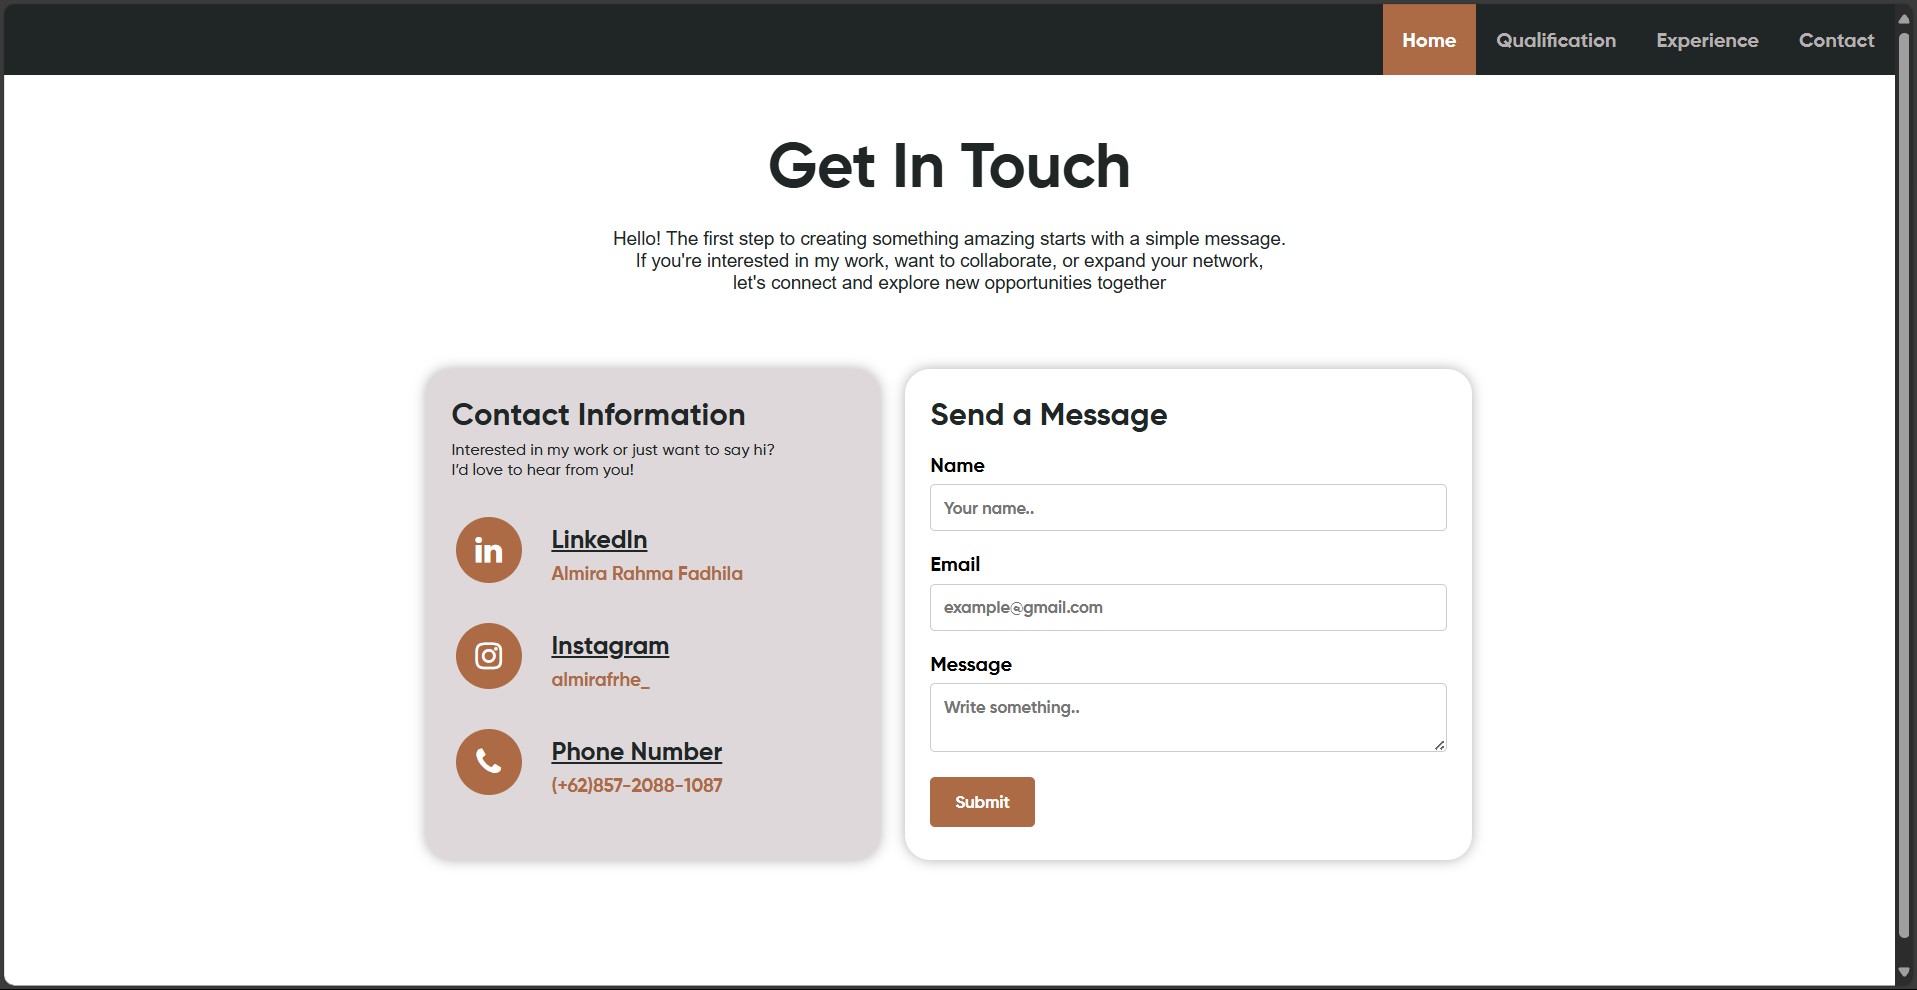 Home Qualification Experience Contact
Get In Touch
Hello! The first step to creating something amazing starts with a simple message.
If you're interested in my work, want to collaborate, or expand your network,
let's connect and explore new opportunities together
Contact Information
Interested in my work or just want to say hi?
I'd love to hear from you!
in
LinkedIn
Almira Rahma Fadhila
Instagram
almirafrhe_
Phone Number
(+62)857-2088-1087
Send a Message
Name
Your name..
Email
example@gmail.com
Message
Write something..
Submit